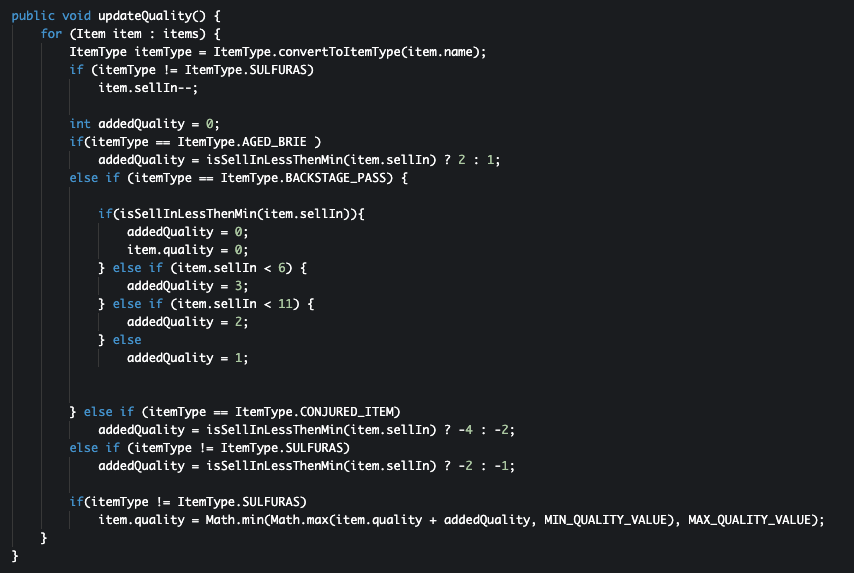 public void updateQuality() {
for (Item item : items) {
ItemType itemType = ItemType.convertToItemType(item.name);
if (itemType != ItemType.SULFURAS)
item.sellIn--;
int addedQuality = 0;
if(itemType == ItemType.AGED_BRIE )
addedQuality = isSellInLessThenMin(item.sellIn) ? 2 : 1;
else if (itemType == ItemType.BACKSTAGE_PASS) {
if(isSellInLessThenMin(item.sellIn)){
addedQuality = 0;
item.quality = 0;
} else if (item.sellIn < 6) {
addedQuality = 3;
} else if (item.sellIn < 11) {
addedQuality = 2;
} else
addedQuality = 1;
} else if (itemType == ItemType.CONJURED_ITEM)
addedQuality = isSellInLessThenMin(item.sellIn) ? -4 : -2;
else if (itemType != ItemType.SULFURAS)
addedQuality = isSellInLessThenMin(item.sellIn) ? -2 : -1;
if(itemType != ItemType.SULFURAS)
item.quality = Math.min(Math.max(item.quality + addedQuality, MIN_QUALITY_VALUE), MAX_QUALITY_VALUE);
}
}